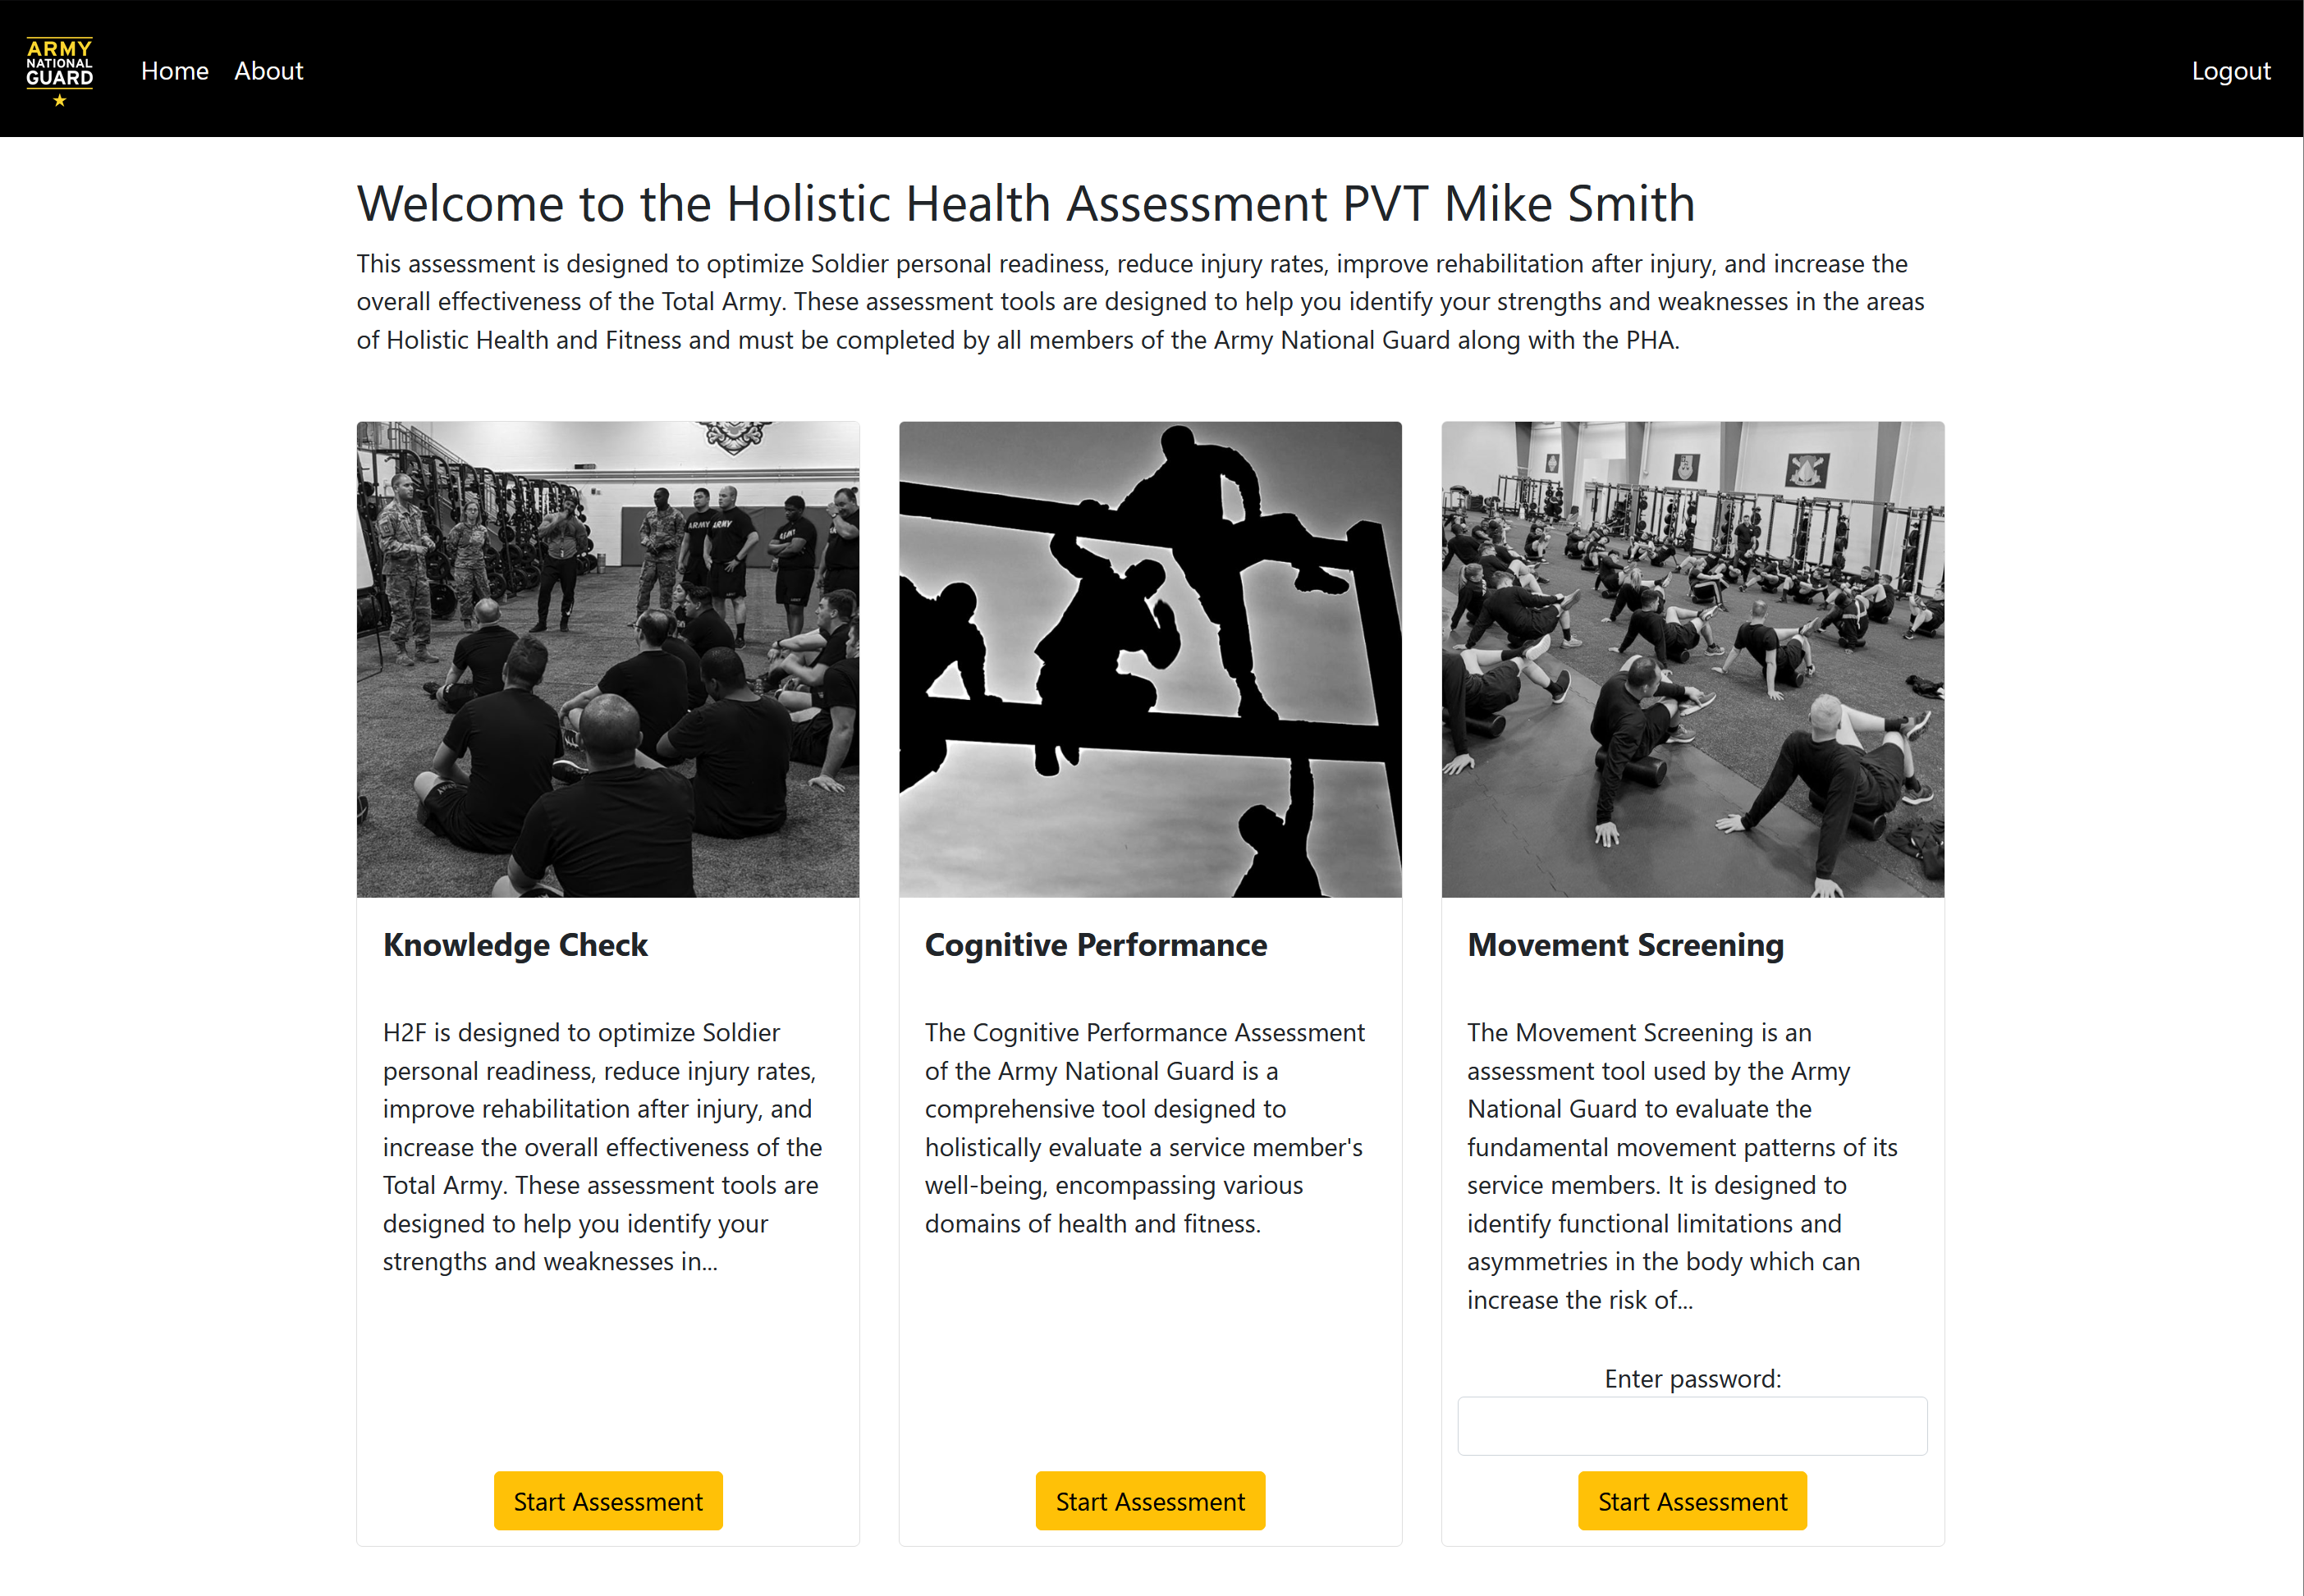 ARMY
NATIONAL
GUARD
Home About Logout
Welcome to the Holistic Health Assessment PVT Mike Smith
This assessment is designed to optimize Soldier personal readiness, reduce injury rates, improve rehabilitation after injury, and increase the
overall effectiveness of the Total Army. These assessment tools are designed to help you identify your strengths and weaknesses in the areas
of Holistic Health and Fitness and must be completed by all members of the Army National Guard along with the PHA.
ARMY ARMY
Knowledge Check
H2F is designed to optimize Soldier
personal readiness, reduce injury rates,
improve rehabilitation after injury, and
increase the overall effectiveness of the
Total Army. These assessment tools are
designed to help you identify your
strengths and weaknesses in...
Start Assessment
Cognitive Performance
The Cognitive Performance Assessment
of the Army National Guard is a
comprehensive tool designed to
holistically evaluate a service member's
well-being, encompassing various
domains of health and fitness.
Start Assessment
Movement Screening
The Movement Screening is an
assessment tool used by the Army
National Guard to evaluate the
fundamental movement patterns of its
service members. It is designed to
identify functional limitations and
asymmetries in the body which can
increase the risk of...
Enter password:
Start Assessment